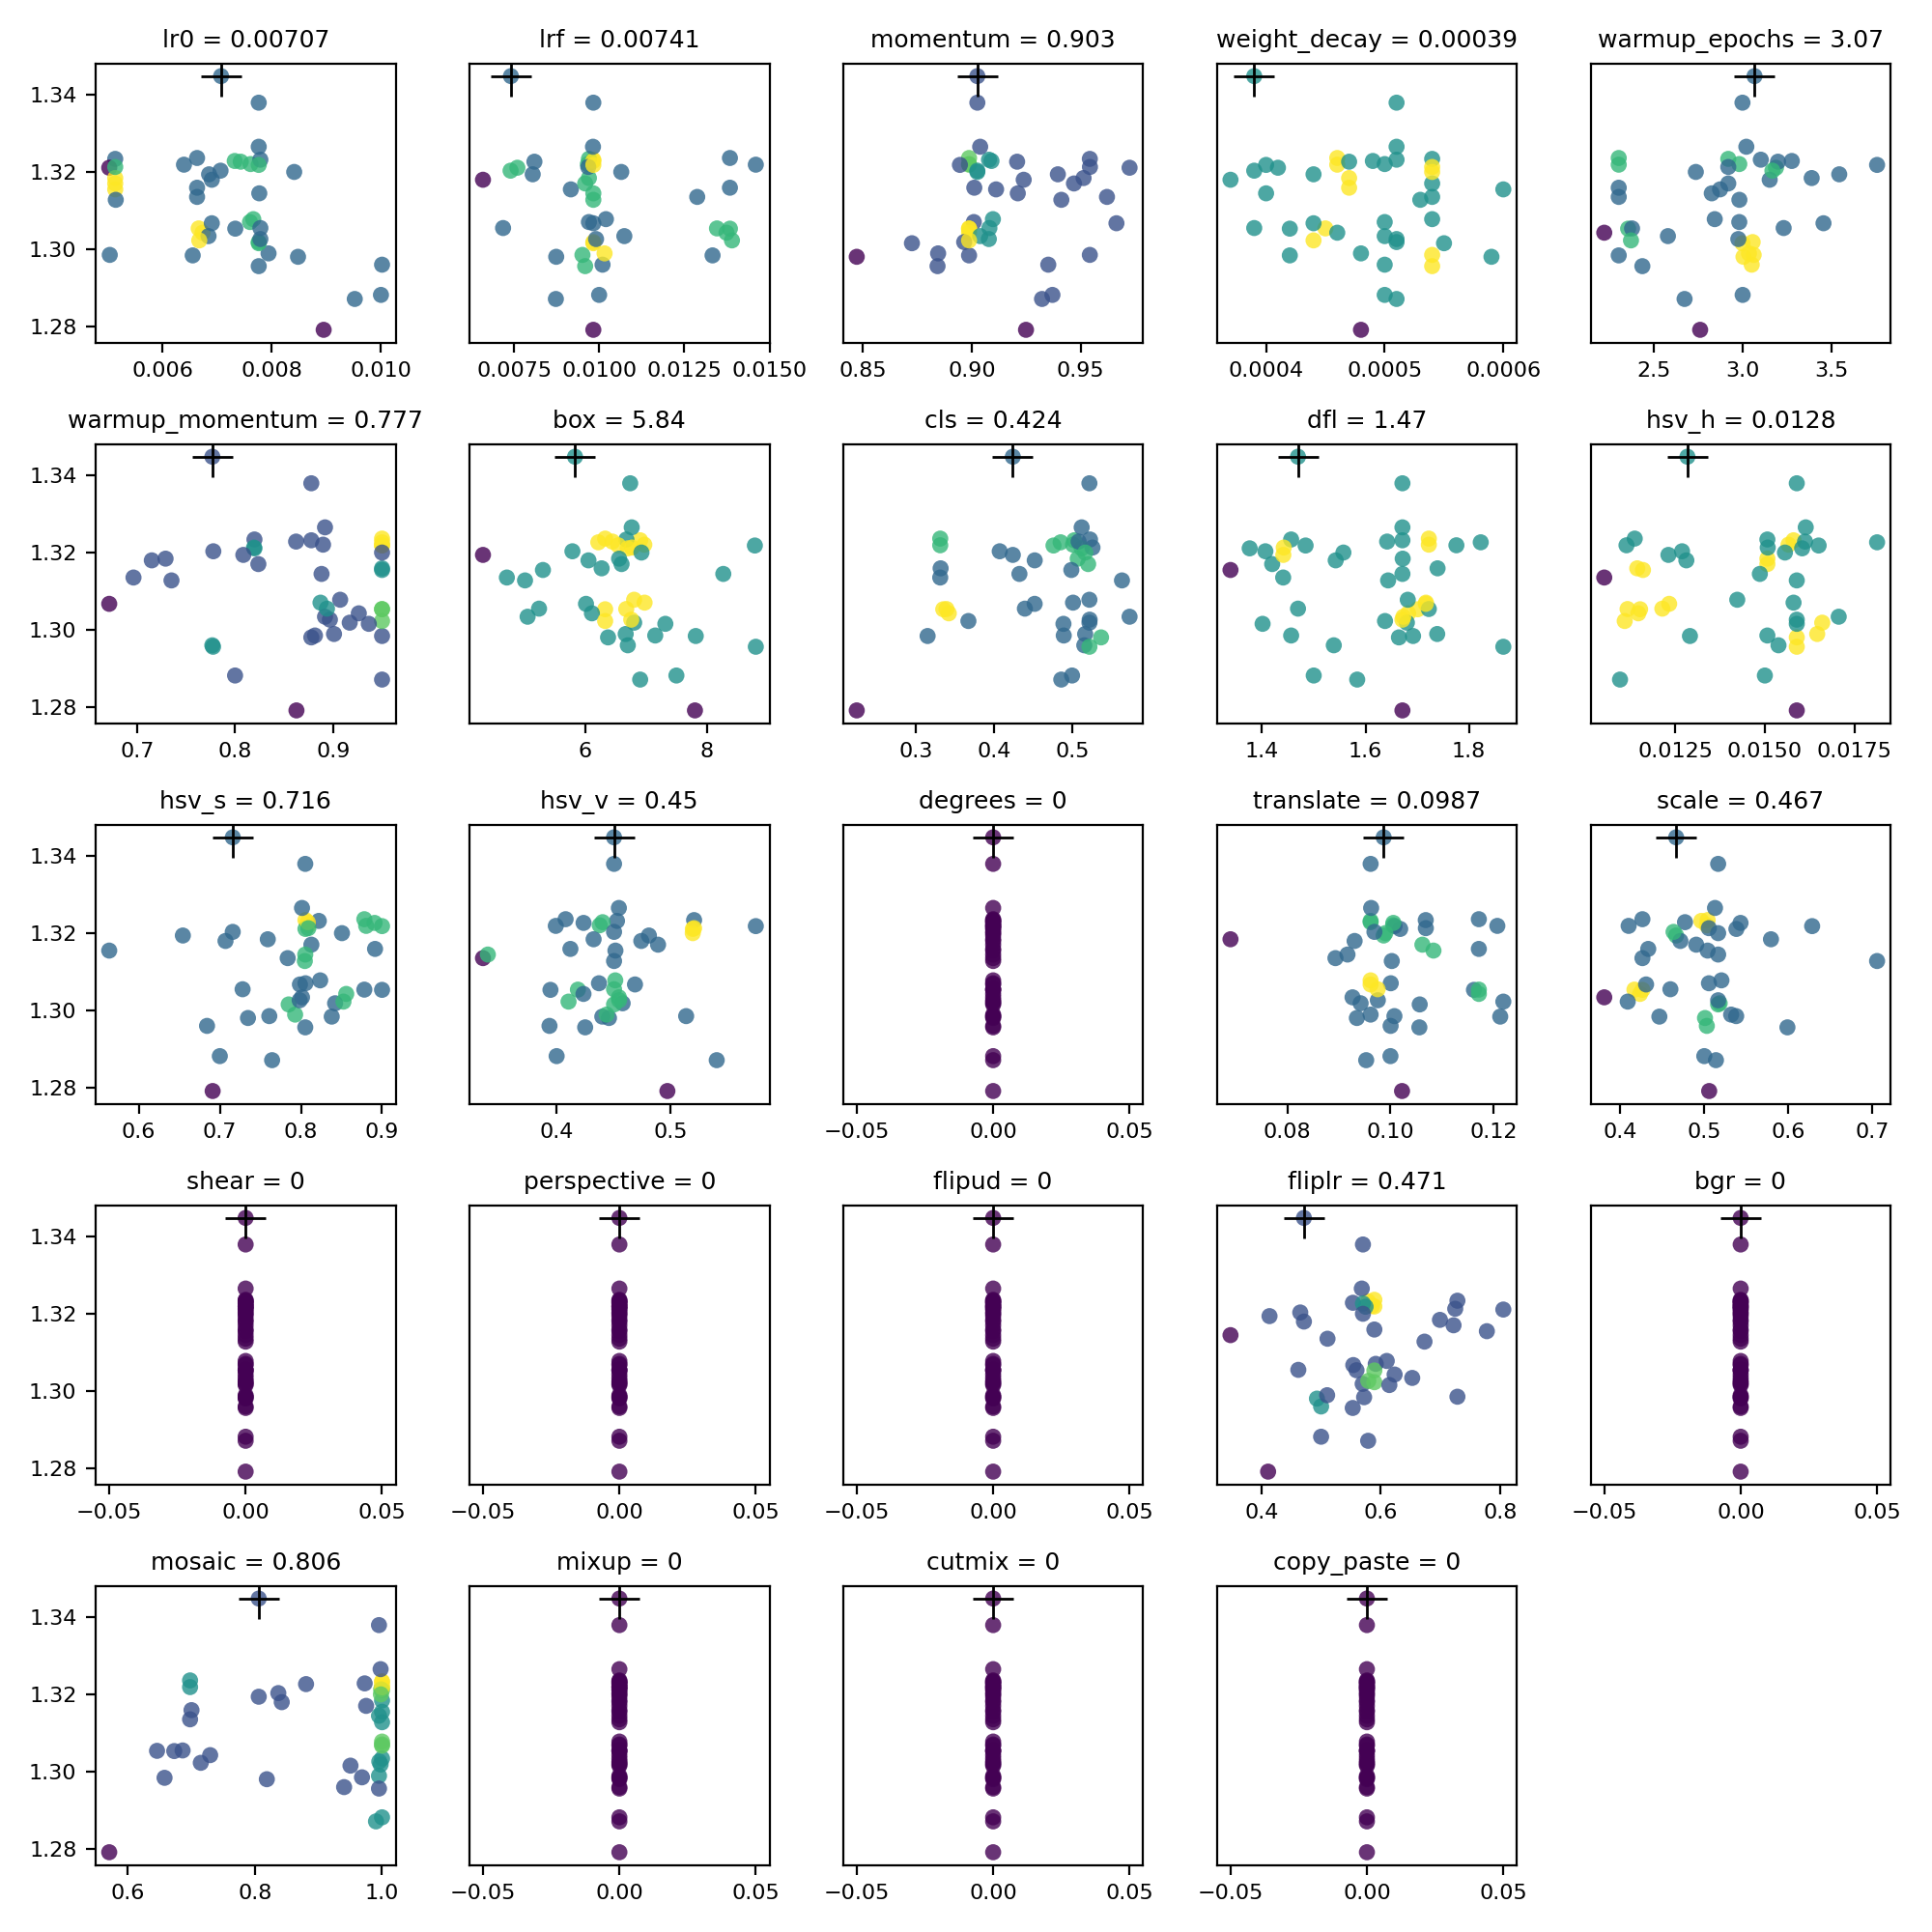 lr0 = 0.00707 lrf = 0.00741 momentum = 0.903 weight_decay = 0.00039 warmup_epochs = 3.07
1.34
1.32
1.30
1.28
0.006 0.008 0.010 0.0075 0.0100 0.0125 0.0150 0.85 0.90 0.95 0.0004 0.0005 0.0006 2.5 3.0 3.5
warmup_momentum = 0.777 box = 5.84 cls = 0.424 dfl = 1.47 hsv_h = 0.0128
1.34
1.32
1.30
1.28
0.7 0.8 0.9 6 8 0.3 0.4 0.5 1.4 1.6 1.8 0.0125 0.0150 0.0175
hsv_s = 0.716 hsv_v = 0.45 degrees = 0 translate = 0.0987 scale = 0.467
1.34
1.32
1.30
1.28
0.6 0.7 0.8 0.9 0.4 0.5 −0.05 0.00 0.05 0.08 0.10 0.12 0.4 0.5 0.6 0.7
shear = 0 perspective = 0 flipud = 0 fliplr = 0.471 bgr = 0
1.34
1.32
1.30
1.28
−0.05 0.00 0.05 −0.05 0.00 0.05 −0.05 0.00 0.05 0.4 0.6 0.8 −0.05 0.00 0.05
mosaic = 0.806 mixup = 0 cutmix = 0 copy_paste = 0
1.34
1.32
1.30
1.28
0.6 0.8 1.0 −0.05 0.00 0.05 −0.05 0.00 0.05 −0.05 0.00 0.05